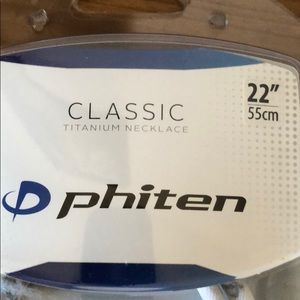 CLASSIC
TITANIUM NECKLACE
22"
55cm
phiten